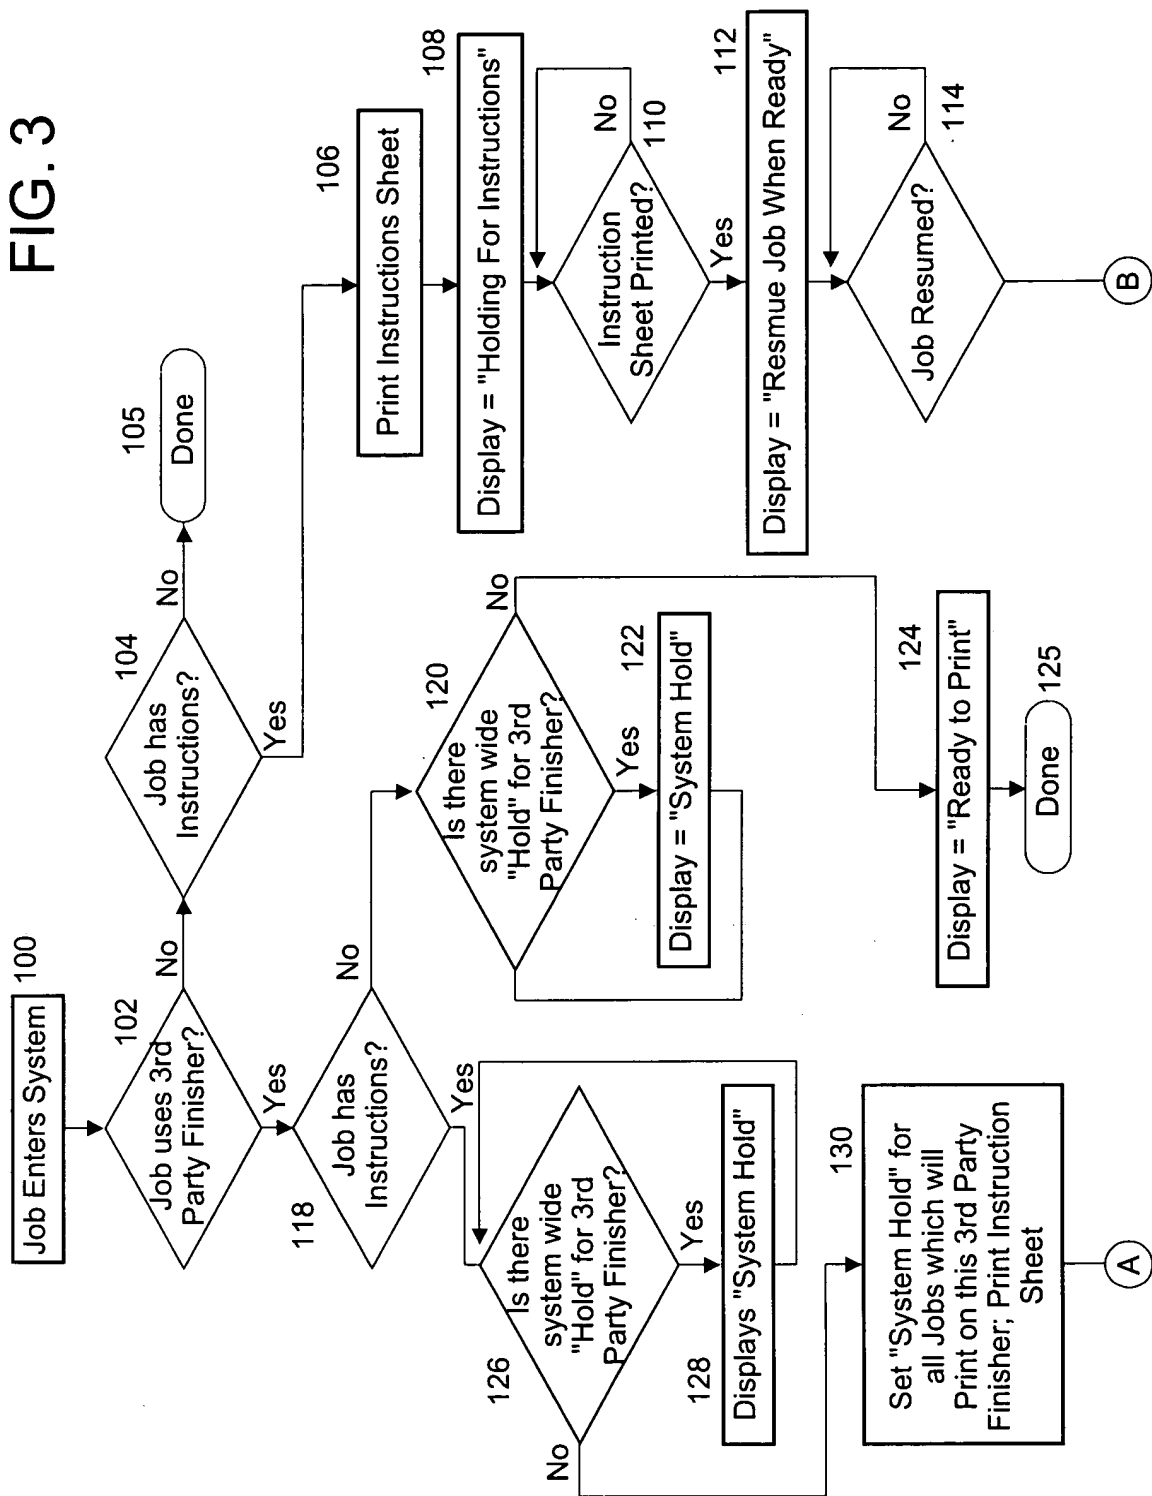 FIG. 3
Job Enters System
100
Job uses 3rd
Party Finisher?
102
No
Yes
Job has
Instructions?
104
No
Yes
Done
105
Print Instructions Sheet
106
Display = "Holding For Instructions"
108
Instruction
Sheet Printed?
110
No
Yes
Display = "Resmue Job When Ready"
112
Job Resumed?
114
No
B
Job has
Instructions?
118
No
Yes
Is there
system wide
"Hold" for 3rd
Party Finisher?
120
No
Yes
Display = "System Hold"
122
Display = "Ready to Print"
124
Done
125
Is there
system wide
"Hold" for 3rd
Party Finisher?
126
No
Yes
Displays "System Hold"
128
Set "System Hold" for
all Jobs which will
Print on this 3rd Party
Finisher; Print Instruction
Sheet
130
A